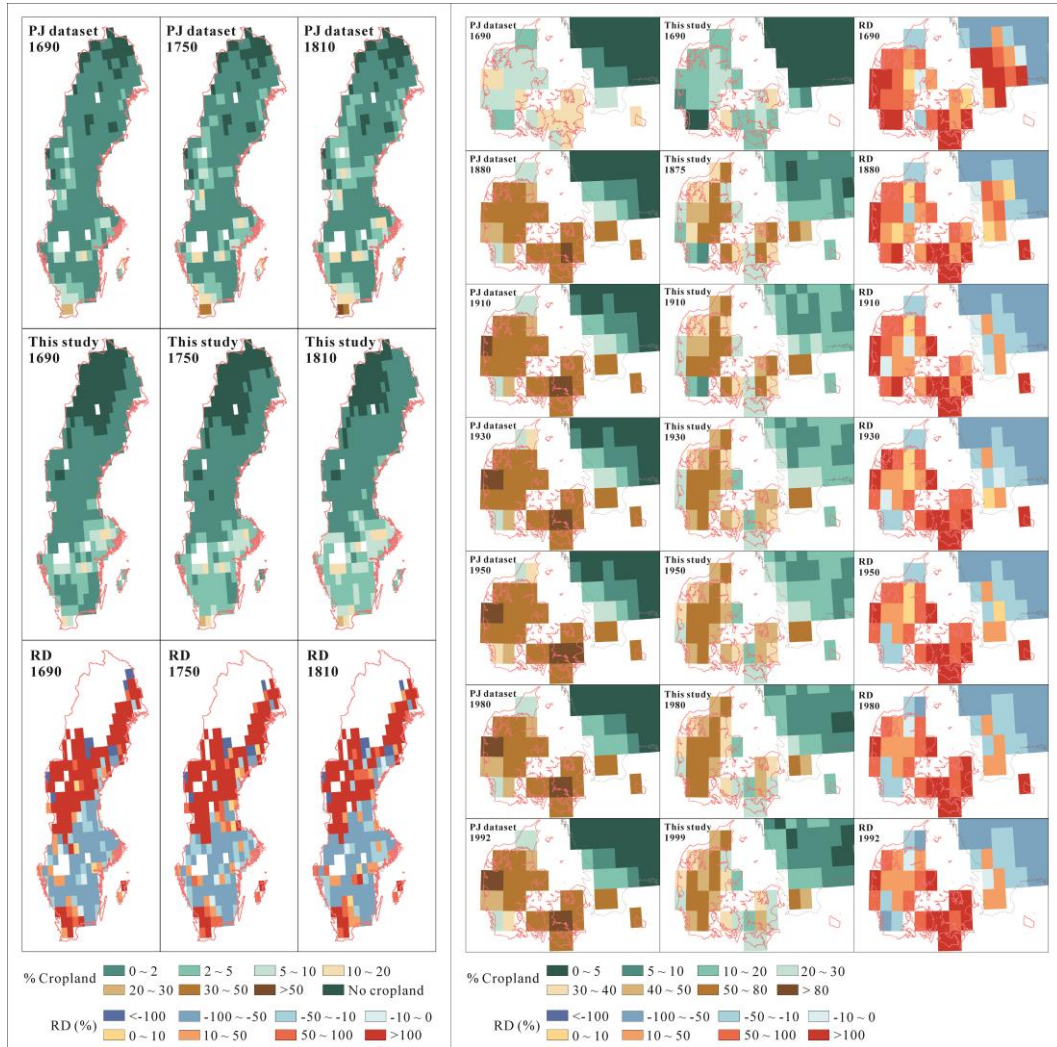 PJ dataset
1690
PJ dataset
1750
PJ dataset
1810
This study
1690
This study
1750
This study
1810
RD
1690
RD
1750
RD
1810
% Cropland
0 ~ 2
2 ~ 5
5 ~ 10
10 ~ 20
20 ~ 30
30 ~ 50
>50
No cropland
RD (%)
<-100
-100 ~ -50
-50 ~ -10
-10 ~ 0
0 ~ 10
10 ~ 50
50 ~ 100
>100
PJ dataset
1690
This study
1690
RD
1690
PJ dataset
1880
This study
1875
RD
1880
PJ dataset
1910
This study
1910
RD
1910
PJ dataset
1930
This study
1930
RD
1930
PJ dataset
1950
This study
1950
RD
1950
PJ dataset
1980
This study
1980
RD
1980
PJ dataset
1992
This study
1999
RD
1992
% Cropland
0 ~ 5
5 ~ 10
10 ~ 20
20 ~ 30
30 ~ 40
40 ~ 50
50 ~ 80
> 80
RD (%)
<-100
-100 ~ -50
-50 ~ -10
-10 ~ 0
0 ~ 10
10 ~ 50
50 ~ 100
>100